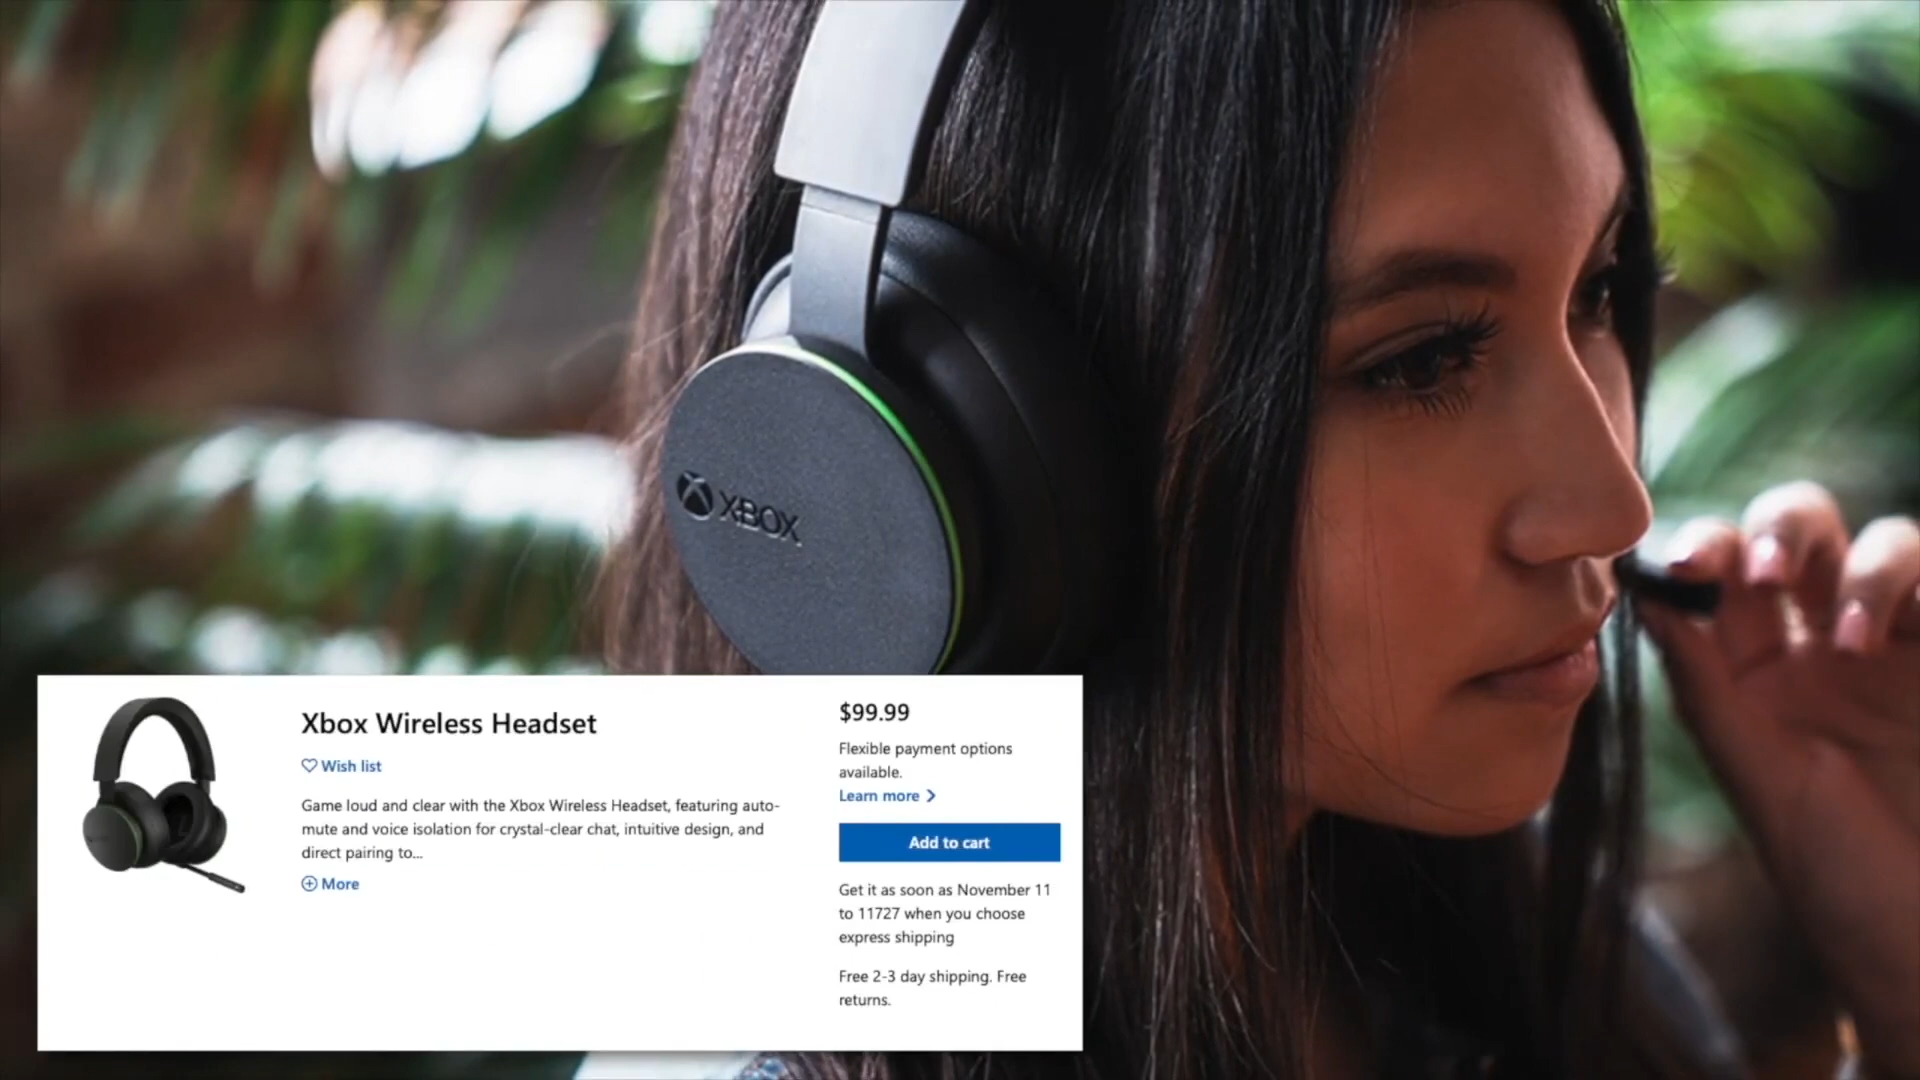 XBOX
Xbox Wireless Headset
Wish list
Game loud and clear with the Xbox Wireless Headset, featuring auto-
mute and voice isolation for crystal-clear chat, intuitive design, and
direct pairing to...
More
$99.99
Flexible payment options
available.
Learn more
Add to cart
Get it as soon as November 11
to 11727 when you choose
express shipping
Free 2-3 day shipping. Free
returns.